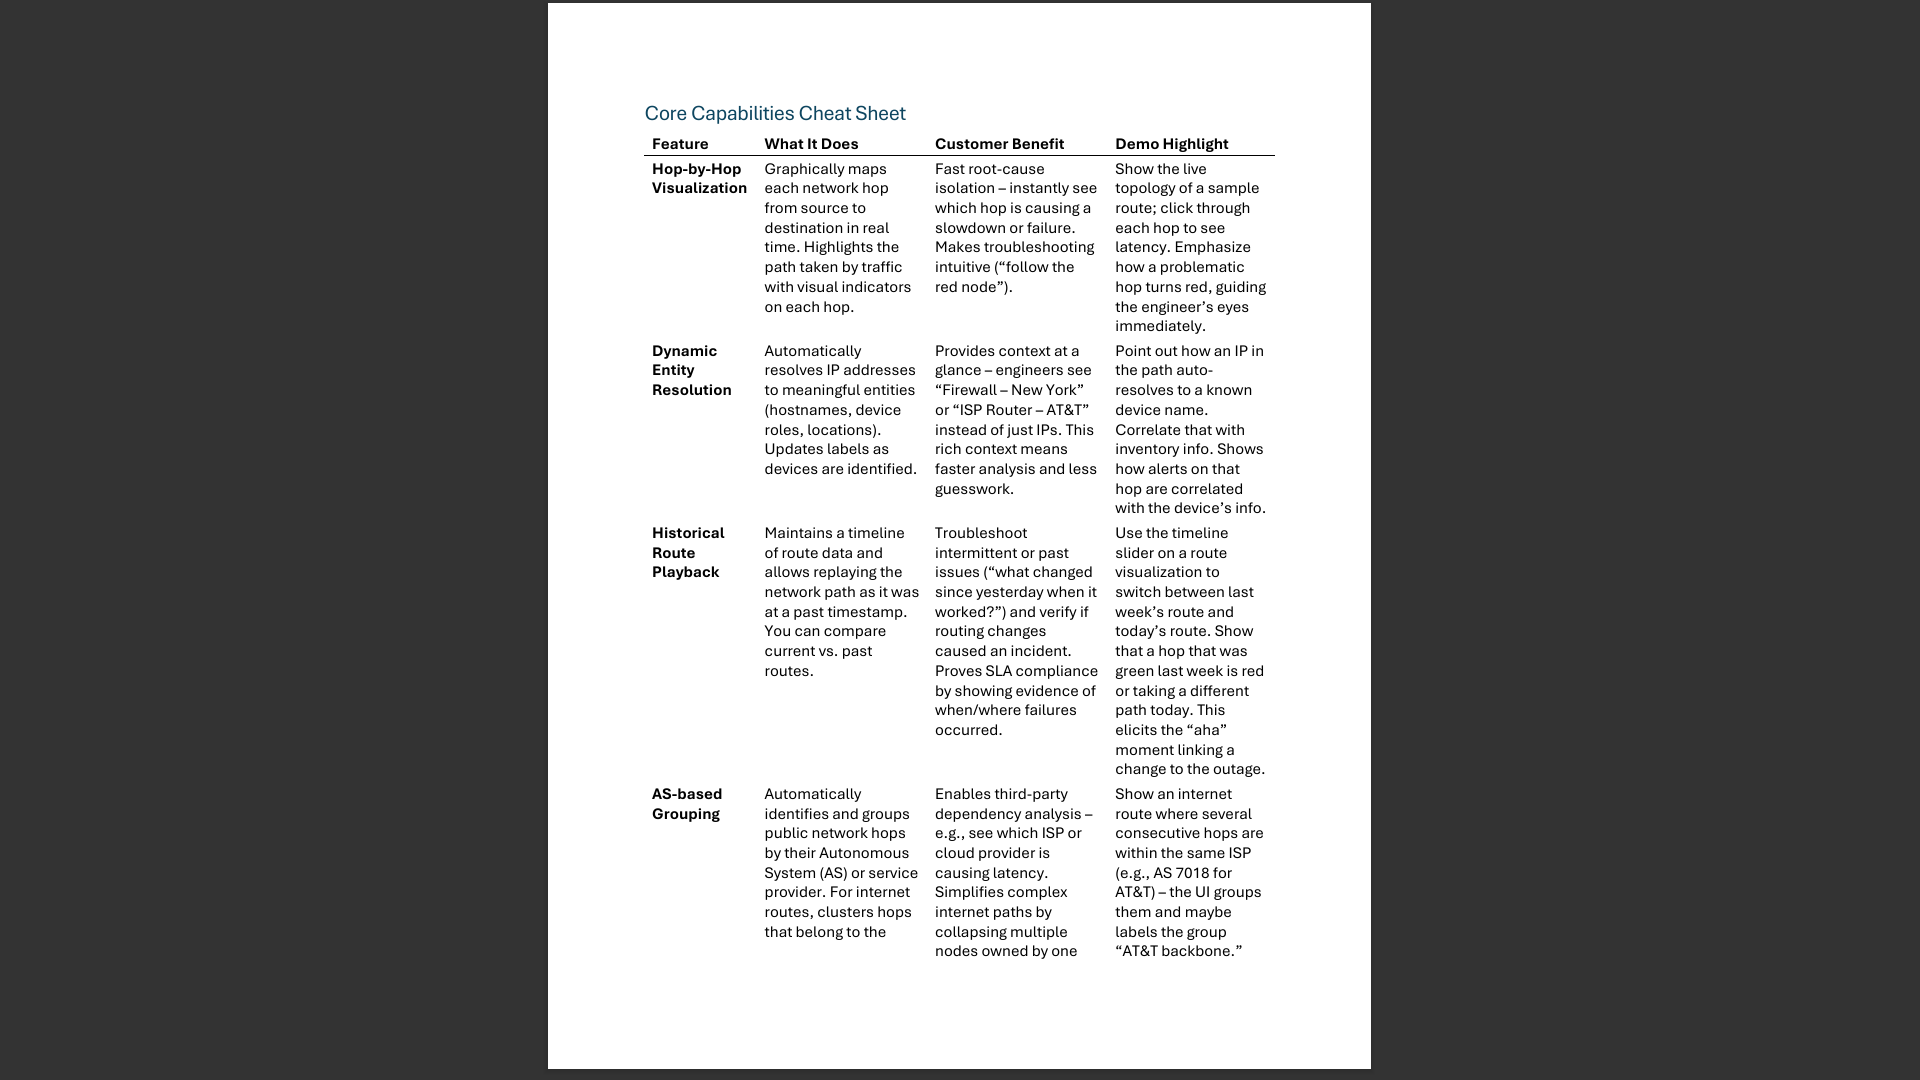 Core Capabilities Cheat Sheet
Feature
What It Does
Customer Benefit
Demo Highlight
Hop-by-Hop
Visualization
Graphically maps
each network hop
from source to
destination in real
time. Highlights the
path taken by traffic
with visual indicators
on each hop.
Fast root-cause
isolation – instantly see
which hop is causing a
slowdown or failure.
Makes troubleshooting
intuitive (“follow the
red node”).
Show the live
topology of a sample
route; click through
each hop to see
latency. Emphasize
how a problematic
hop turns red, guiding
the engineer’s eyes
immediately.
Dynamic
Entity
Resolution
Automatically
resolves IP addresses
to meaningful entities
(hostnames, device
roles, locations).
Updates labels as
devices are identified.
Provides context at a
glance – engineers see
“Firewall – New York”
or “ISP Router – AT&T”
instead of just IPs. This
rich context means
faster analysis and less
guesswork.
Point out how an IP in
the path auto-
resolves to a known
device name.
Correlate that with
inventory info. Shows
how alerts on that
hop are correlated
with the device’s info.
Historical
Route
Playback
Maintains a timeline
of route data and
allows replaying the
network path as it was
at a past timestamp.
You can compare
current vs. past
routes.
Troubleshoot
intermittent or past
issues (“what changed
since yesterday when it
worked?”) and verify if
routing changes
caused an incident.
Proves SLA compliance
by showing evidence of
when/where failures
occurred.
Use the timeline
slider on a route
visualization to
switch between last
week’s route and
today’s route. Show
that a hop that was
green last week is red
or taking a different
path today. This
elicits the “aha”
moment linking a
change to the outage.
AS-based
Grouping
Automatically
identifies and groups
public network hops
by their Autonomous
System (AS) or service
provider. For internet
routes, clusters hops
that belong to the
Enables third-party
dependency analysis –
e.g., see which ISP or
cloud provider is
causing latency.
Simplifies complex
internet paths by
collapsing multiple
nodes owned by one
Show an internet
route where several
consecutive hops are
within the same ISP
(e.g., AS 7018 for
AT&T) – the UI groups
them and maybe
labels the group
“AT&T backbone.”